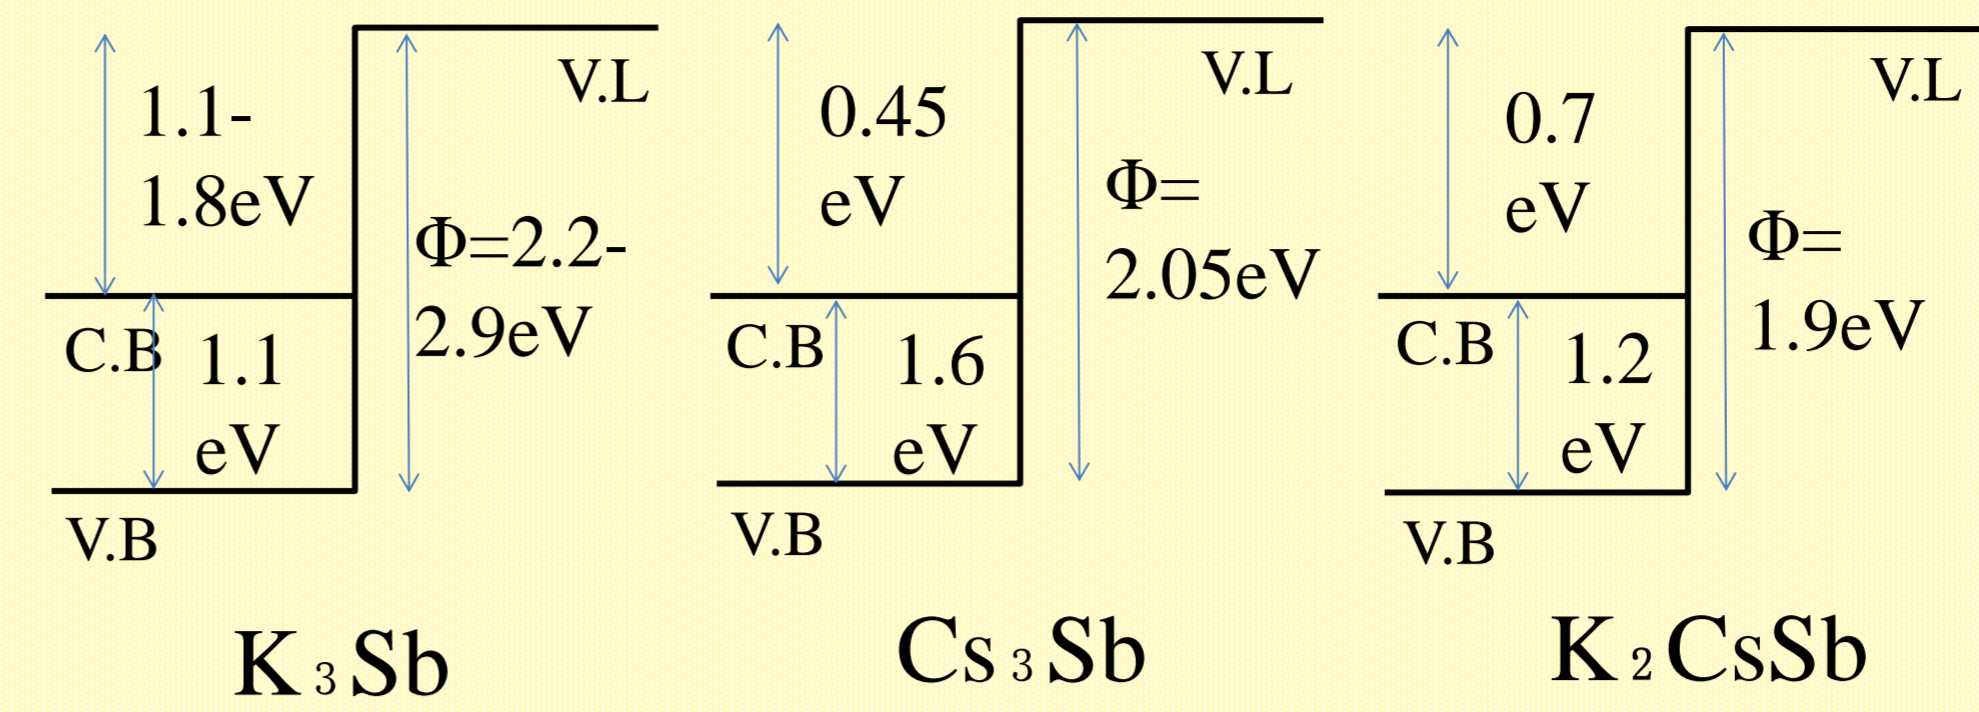 1.1-
1.8eV
V.L
Φ=2.2-
2.9eV
C.B
1.1
eV
V.B
K₃Sb
0.45
eV
V.L
Φ=
2.05eV
C.B
1.6
eV
V.B
Cs₃Sb
0.7
eV
V.L
Φ=
1.9eV
C.B
1.2
eV
V.B
K₂CsSb